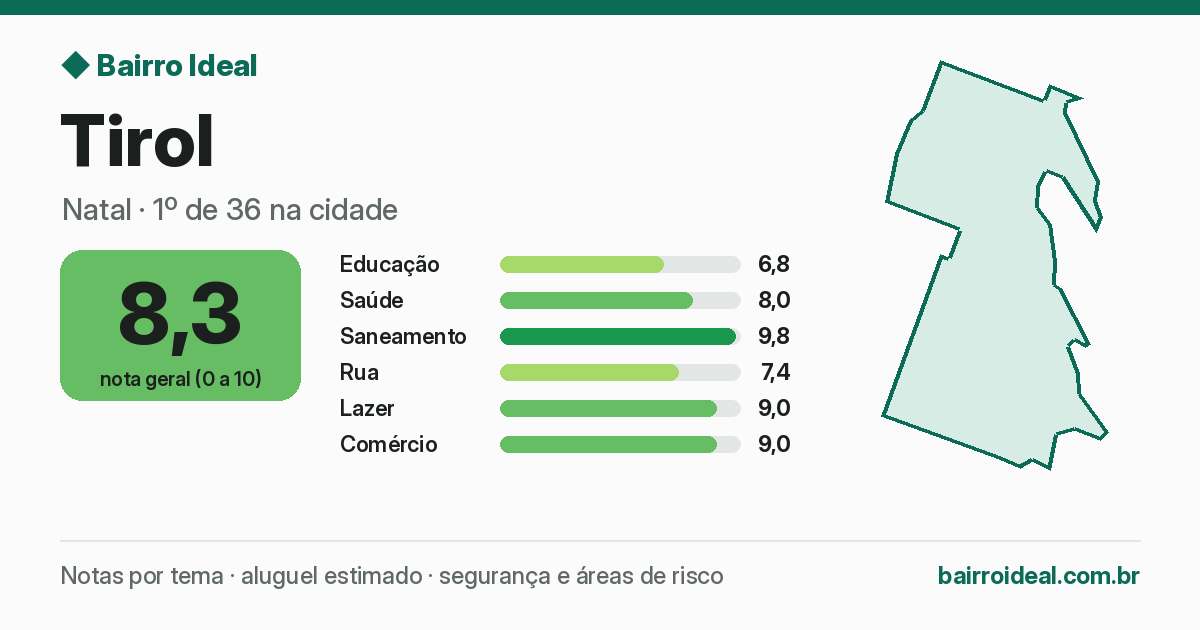 Bairro Ideal
Tirol
Natal · 1º de 36 na cidade
8,3
nota geral (0 a 10)
Educação 6,8
Saúde 8,0
Saneamento 9,8
Rua 7,4
Lazer 9,0
Comércio 9,0
Notas por tema · aluguel estimado · segurança e áreas de risco
bairroideal.com.br